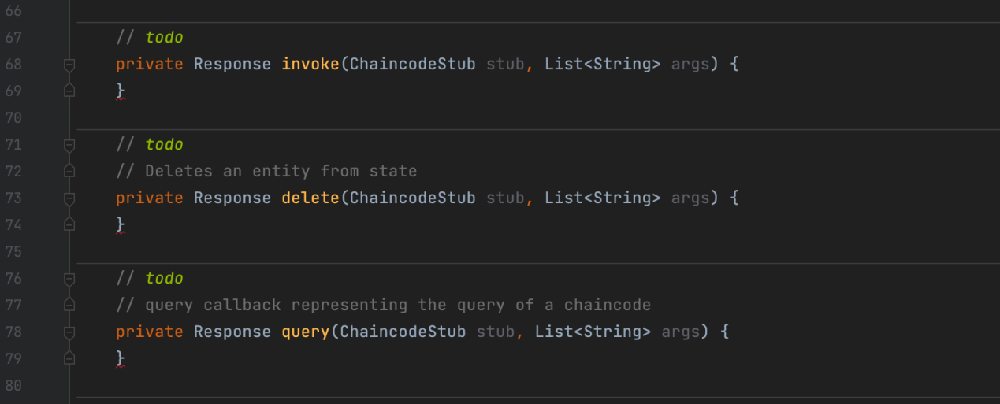 66
67 // todo
68 private Response invoke(ChaincodeStub stub, List<String> args) {
69 }
70
71 // todo
72 // Deletes an entity from state
73 private Response delete(ChaincodeStub stub, List<String> args) {
74 }
75
76 // todo
77 // query callback representing the query of a chaincode
78 private Response query(ChaincodeStub stub, List<String> args) {
79 }
80